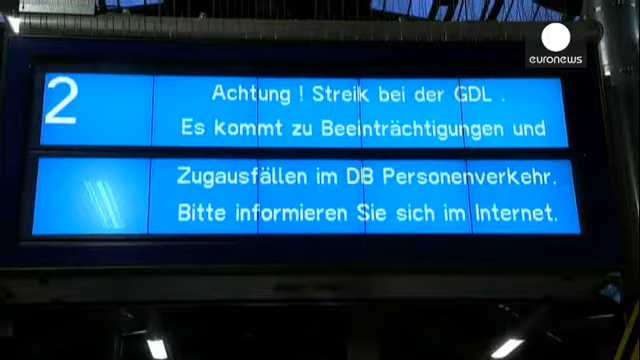 euronews
2
Achtung ! Streik bei der GDL .
Es kommt zu Beeinträchtigungen und
Zugausfällen im DB Personenverkehr.
Bitte informieren Sie sich im Internet.